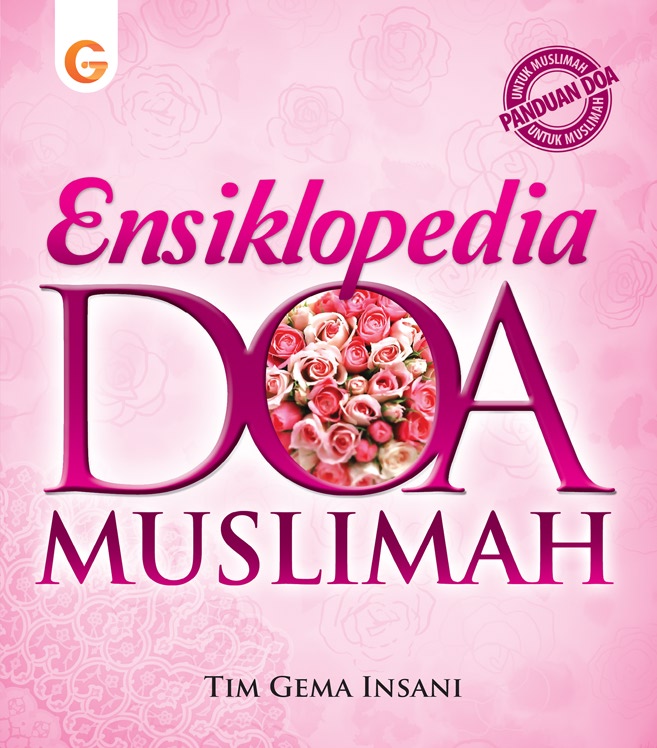 G
UNTUK MUSLIMAH
PANDUAN DOA
UNTUK MUSLIMAH
Ensiklopedia
DOA
MUSLIMAH
TIM GEMA INSANI